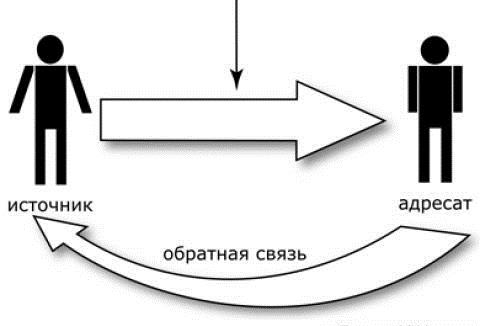 источник
адресат
обратная связь